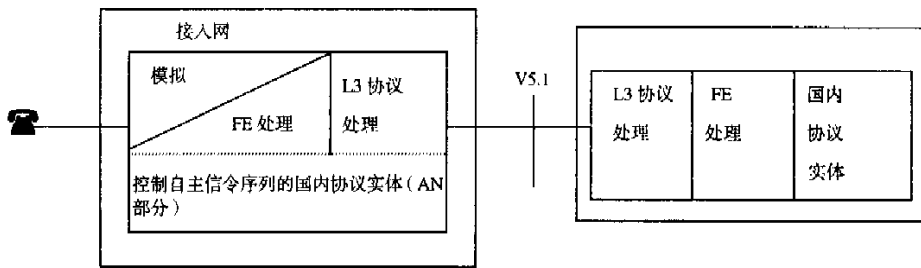 接入网
模拟
FE 处理
L3 协议
处理
控制自主信令序列的国内协议实体（AN
部分）
V5.1
L3 协议
处理
FE
处理
国内
协议
实体